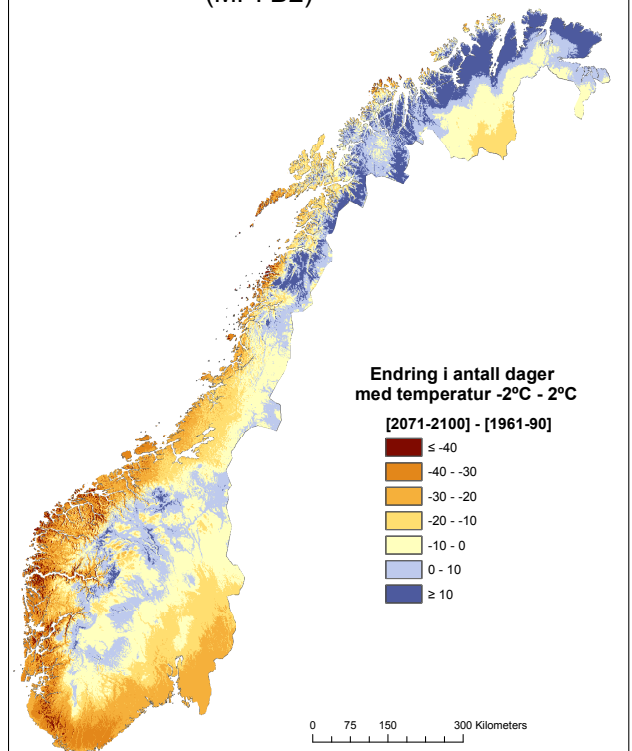 Endring i antall dager
med temperatur -2ºC - 2ºC
[2071-2100] - [1961-90]
≤ -40
-40 - -30
-30 - -20
-20 - -10
-10 - 0
0 - 10
≥ 10
0 75 150 300 Kilometers